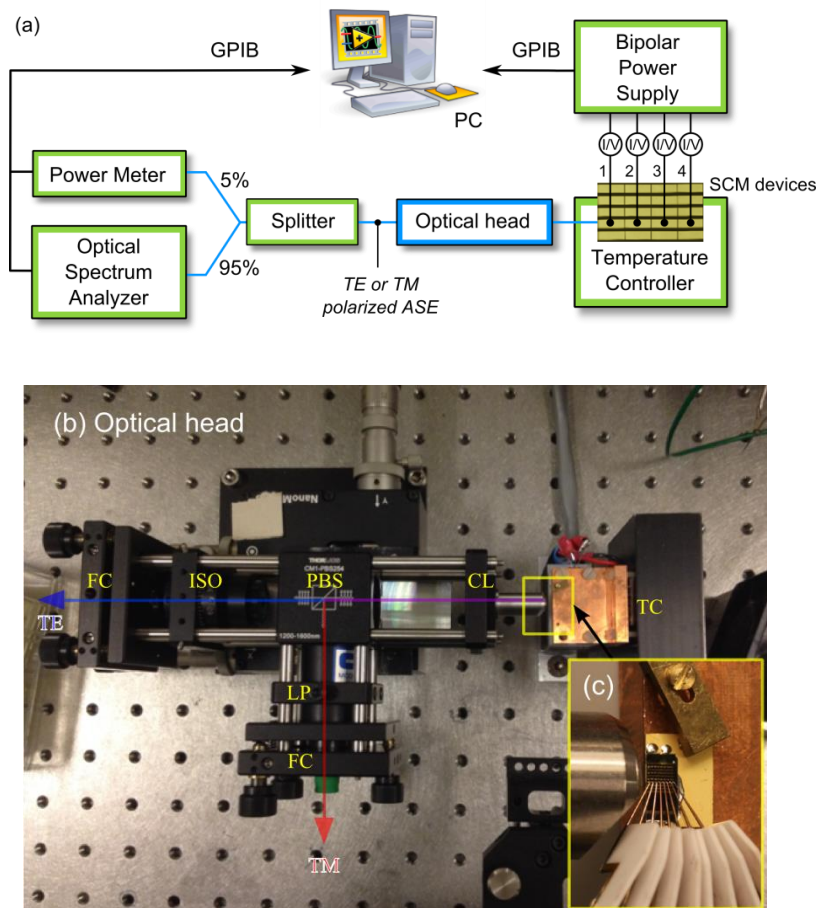 (a)
GPIB
GPIB
PC
Bipolar
Power
Supply
I/V
I/V
I/V
I/V
1
2
3
4
SCM devices
Power Meter
5%
Splitter
Optical head
Optical
Spectrum
Analyzer
95%
TE or TM
polarized ASE
Temperature
Controller
(b) Optical head
NanoM
Y
THORLABS
CM1-PBS254
FC
ISO
PBS
CL
TC
TE
1200-1600nm
LP
FC
TM
(c)